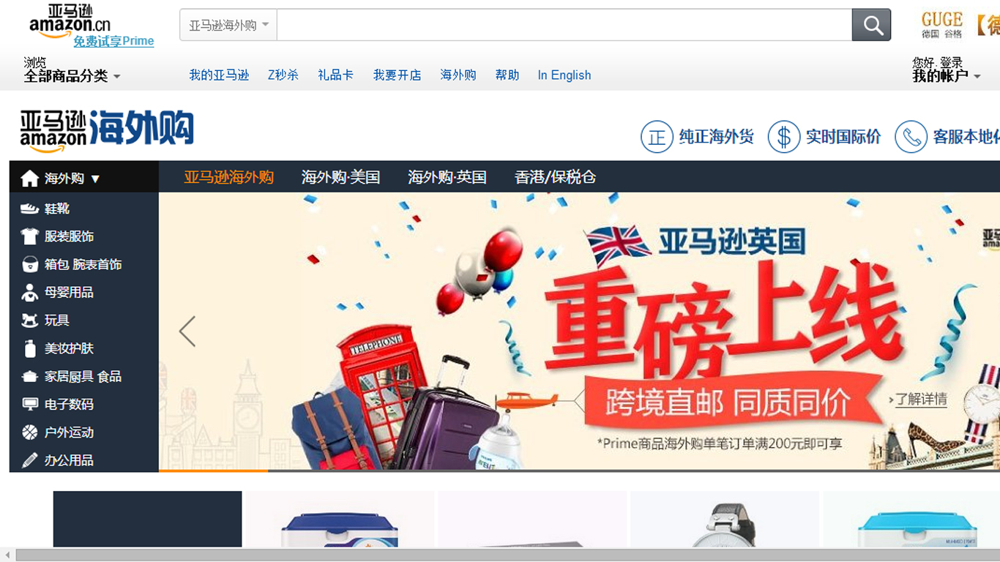 亚马逊
amazon.cn
免费试享Prime
亚马逊海外购
GUGE
德国 谷格
【德
浏览
全部商品分类
我的亚马逊 Z秒杀 礼品卡 我要开店 海外购 帮助 In English
您好, 登录
我的帐户
亚马逊
amazon 海外购
正 纯正海外货 $ 实时国际价 客服本地化
海外购 ▼
亚马逊海外购 海外购·美国 海外购·英国 香港/保税仓
鞋靴
服装服饰
箱包 腕表首饰
母婴用品
玩具
美妆护肤
家居厨具 食品
电子数码
户外运动
办公用品
亚马逊英国
重磅上线
跨境直邮 同质同价
›了解详情
*Prime商品海外购单笔订单满200元即可享
TELEPHONE
AVENT